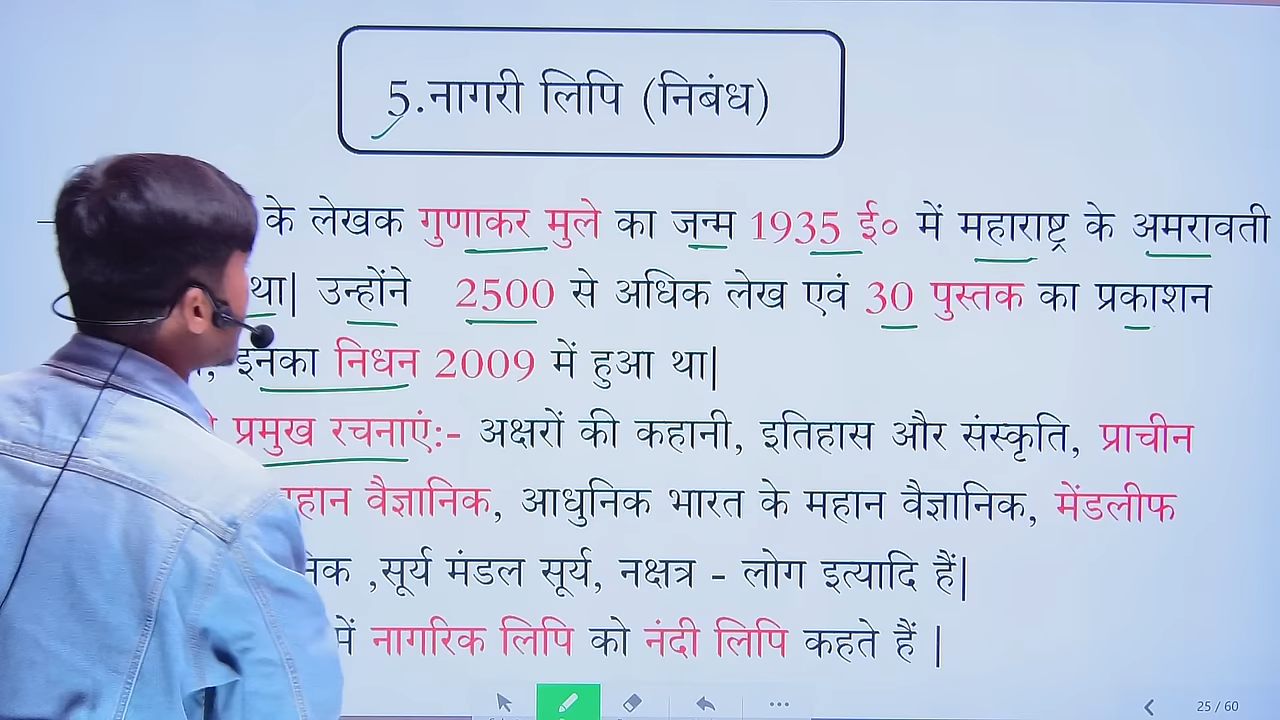 5.नागरी लिपि (निबंध)
के लेखक गुणाकर मुले का जन्म 1935 ई० में महाराष्ट्र के अमरावती
था| उन्होंने 2500 से अधिक लेख एवं 30 पुस्तक का प्रकाशन
इनका निधन 2009 में हुआ था|
प्रमुख रचनाएं:- अक्षरों की कहानी, इतिहास और संस्कृति, प्राचीन
वैज्ञानिक, आधुनिक भारत के महान वैज्ञानिक, मेंडलीफ
,सूर्य मंडल सूर्य, नक्षत्र - लोग इत्यादि हैं|
में नागरिक लिपि को नंदी लिपि कहते हैं |
25 / 60